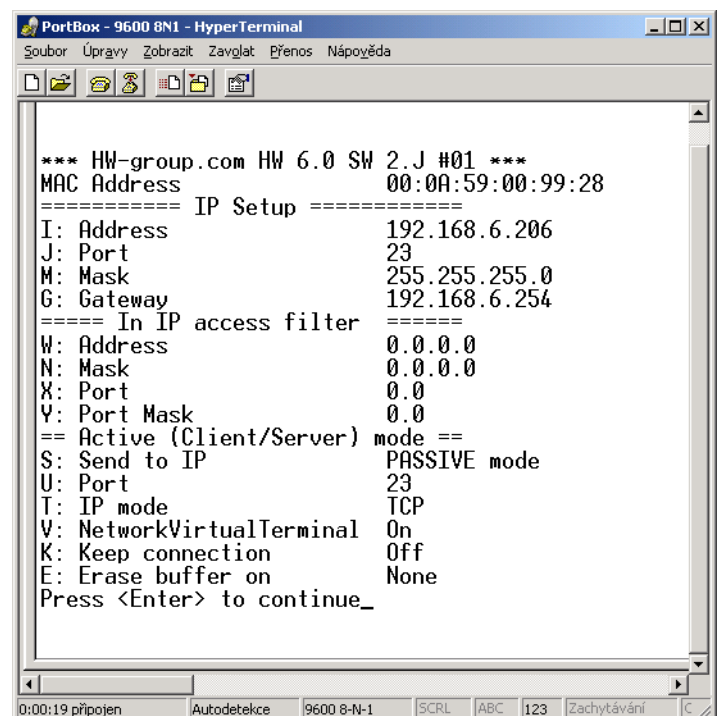 PortBox - 9600 8N1 - HyperTerminal
Soubor Úpravy Zobrazit Zavolat Přenos Nápověda
*** HW-group.com HW 6.0 SW 2.J #01 ***
MAC Address 00:0A:59:00:99:28
=========== IP Setup ============
I: Address 192.168.6.206
J: Port 23
M: Mask 255.255.255.0
G: Gateway 192.168.6.254
===== In IP access filter ======
W: Address 0.0.0.0
N: Mask 0.0.0.0
X: Port 0.0
Y: Port Mask 0.0
== Active (Client/Server) mode ==
S: Send to IP PASSIVE mode
U: Port 23
T: IP mode TCP
V: NetworkVirtualTerminal On
K: Keep connection Off
E: Erase buffer on None
Press <Enter> to continue_
0:00:19 připojen Autodetekce 9600 8-N-1 SCRL ABC 123 Zachytávání C